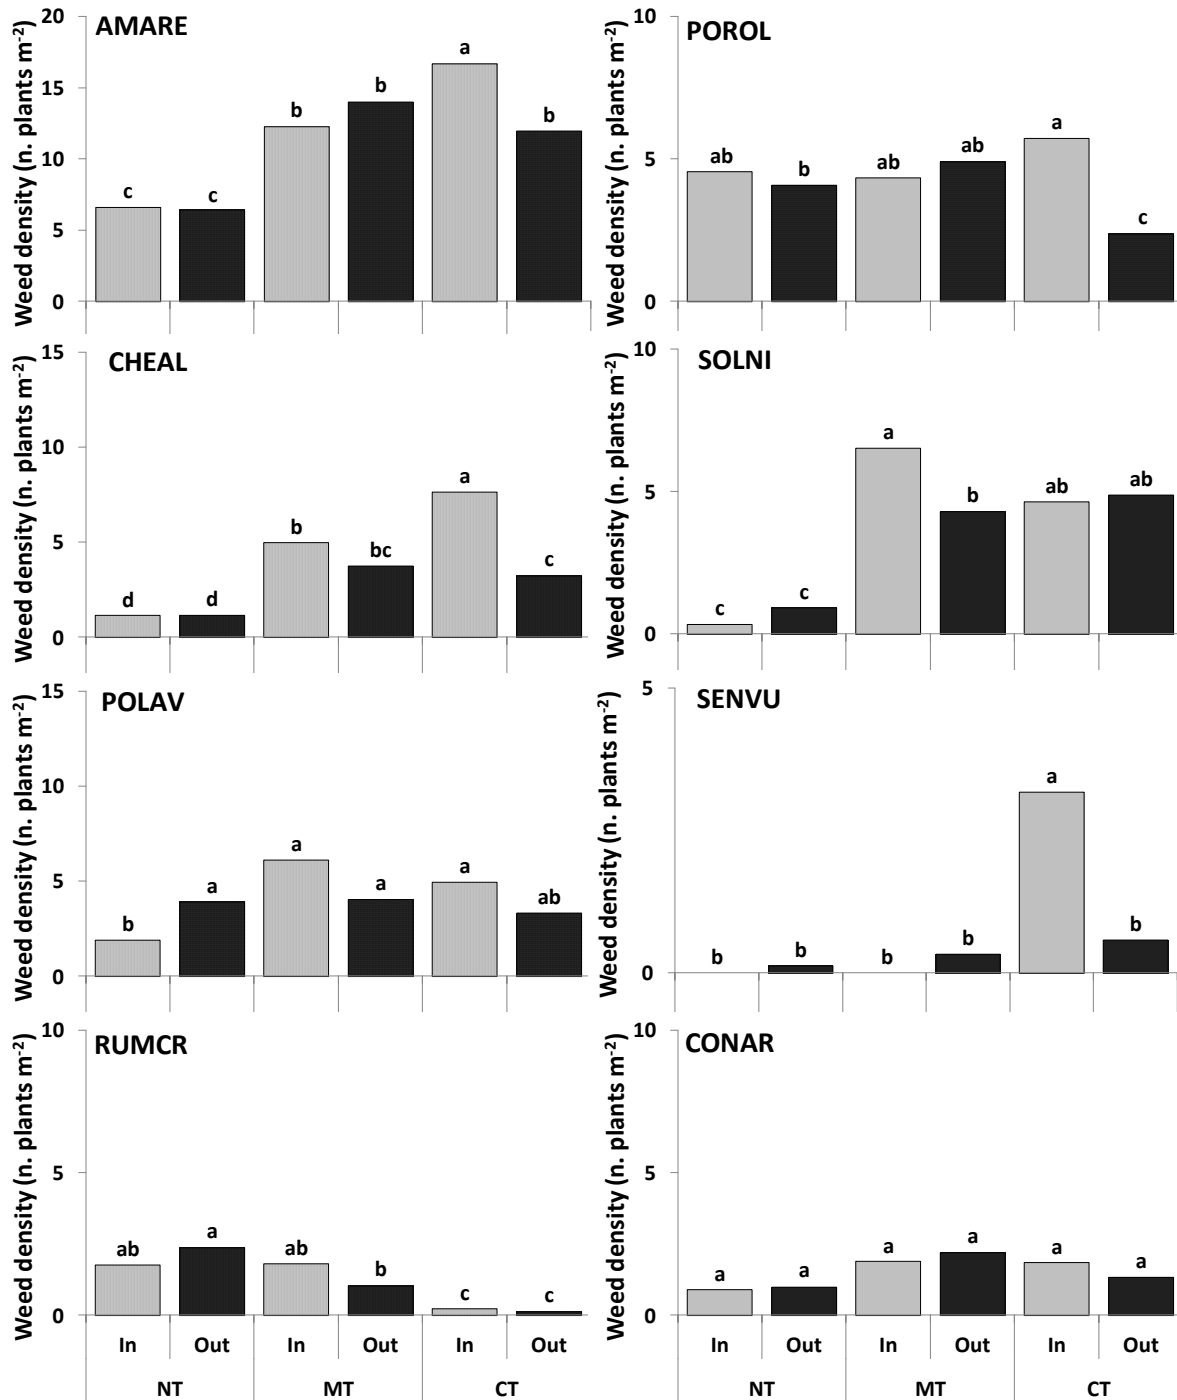 AMARE
Weed density (n. plants m-2)
20
15
10
5
0
c c b b a b
POROL
Weed density (n. plants m-2)
10
5
0
ab b ab ab a c
CHEAL
Weed density (n. plants m-2)
15
10
5
0
d d b bc a c
SOLNI
Weed density (n. plants m-2)
10
5
0
c c a b ab ab
POLAV
Weed density (n. plants m-2)
15
10
5
0
b a a a a ab
SENVU
Weed density (n. plants m-2)
5
0
b b b b a b
RUMCR
Weed density (n. plants m-2)
10
5
0
ab a ab b c c
In Out In Out In Out
NT MT CT
CONAR
Weed density (n. plants m-2)
10
5
0
a a a a a a
In Out In Out In Out
NT MT CT